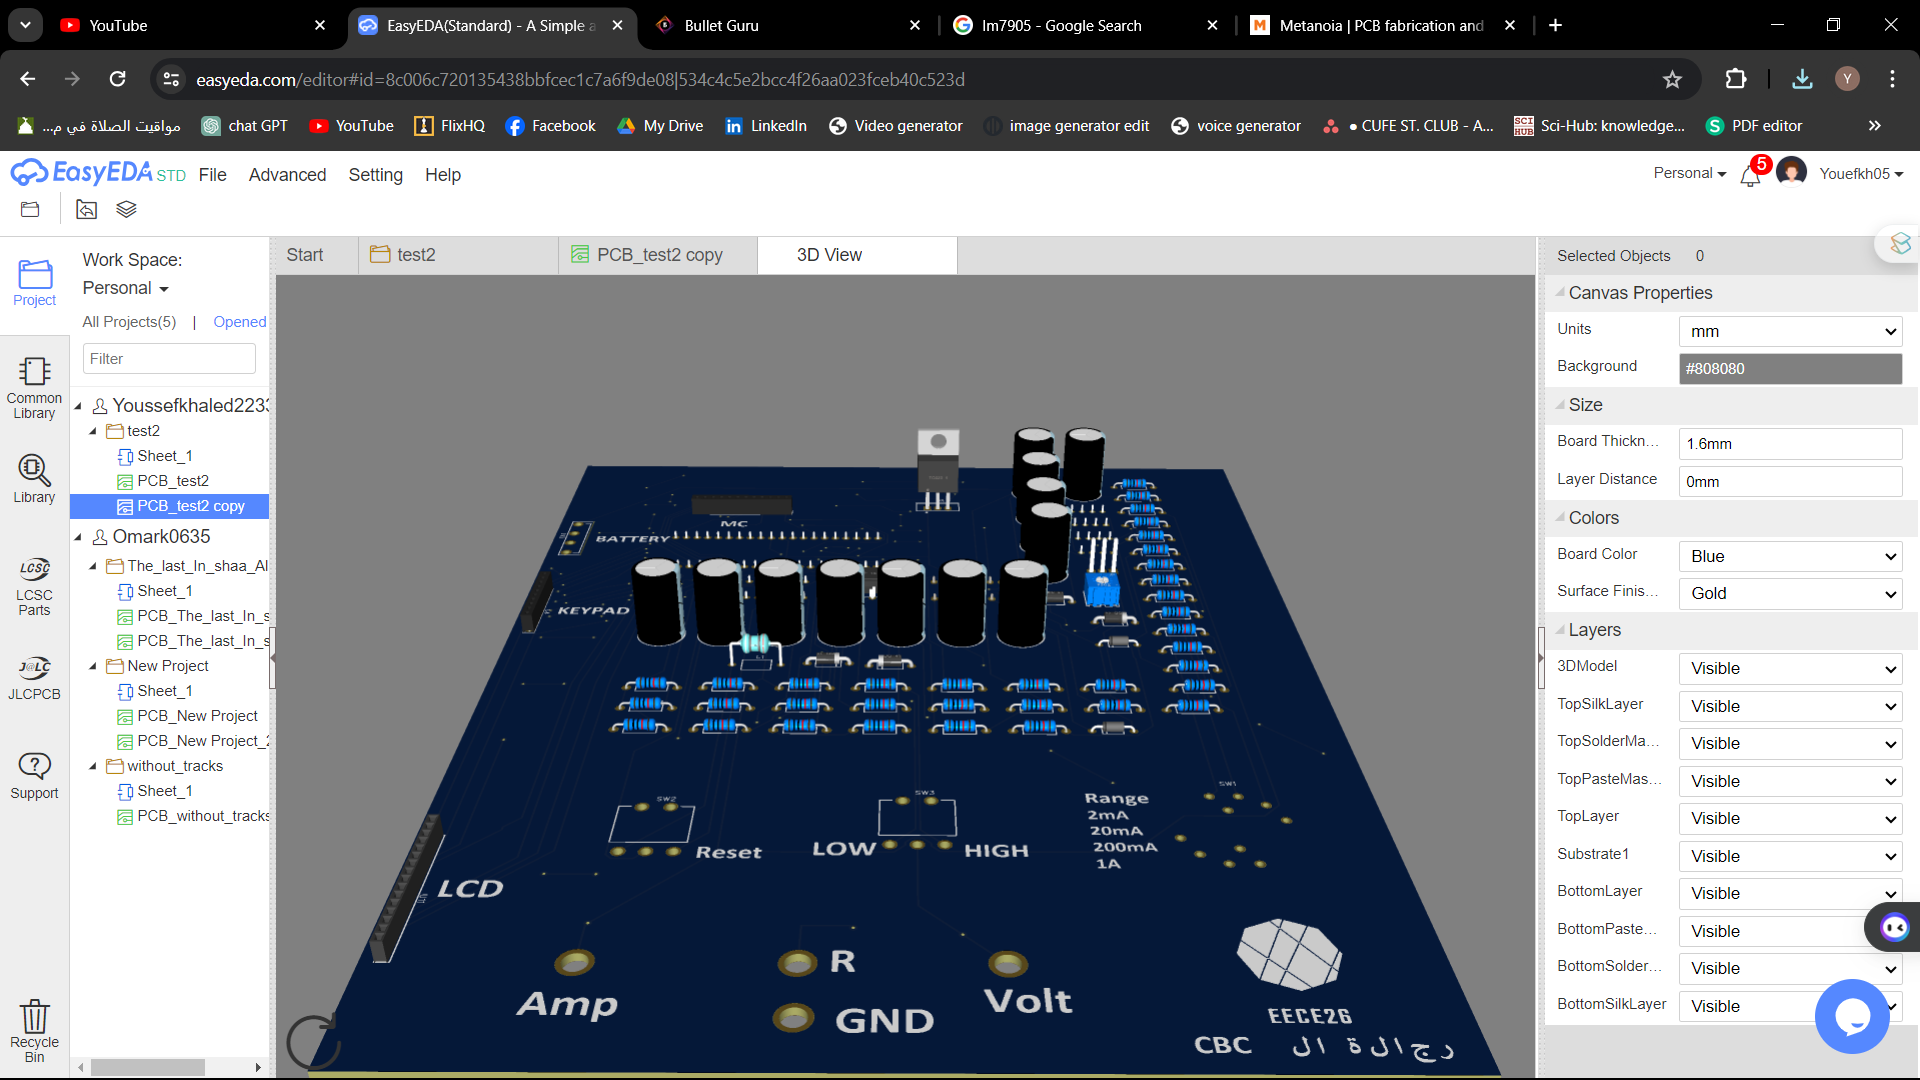 YouTube
EasyEDA(Standard) - A Simple a
Bullet Guru
lm7905 - Google Search
Metanoia | PCB fabrication and
easyeda.com/editor#id=8c006c720135438bbfcec1c7a6f9de08|534c4c5e2bcc4f26aa023fceb40c523d
Y
مواقيت الصلاة في م...
chat GPT
YouTube
FlixHQ
Facebook
My Drive
LinkedIn
Video generator
image generator edit
voice generator
● CUFE ST. CLUB - A...
Sci-Hub: knowledge...
PDF editor
EasyEDA STD
File
Advanced
Setting
Help
Personal
5
Youefkh05
Project
Common Library
Library
LCSC Parts
JLCPCB
Support
Recycle Bin
Work Space:
Personal
All Projects(5) | Opened
Filter
Youssefkhaled2233
test2
Sheet_1
PCB_test2
PCB_test2 copy
Omark0635
The_last_In_shaa_Al
Sheet_1
PCB_The_last_In_s
PCB_The_last_In_s
New Project
Sheet_1
PCB_New Project
PCB_New Project_2
without_tracks
Sheet_1
PCB_without_tracks
Start
test2
PCB_test2 copy
3D View
MC
BATTERY
KEYPAD
SW2
SW3
SW1
Reset
LOW
HIGH
Range
2mA
20mA
200mA
1A
LCD
Amp
R
GND
Volt
EECE26
CBC
رجالة ال
Selected Objects 0
Canvas Properties
Units mm
Background #808080
Size
Board Thickn... 1.6mm
Layer Distance 0mm
Colors
Board Color Blue
Surface Finis... Gold
Layers
3DModel Visible
TopSilkLayer Visible
TopSolderMa... Visible
TopPasteMas... Visible
TopLayer Visible
Substrate1 Visible
BottomLayer Visible
BottomPaste... Visible
BottomSolder... Visible
BottomSilkLayer Visible